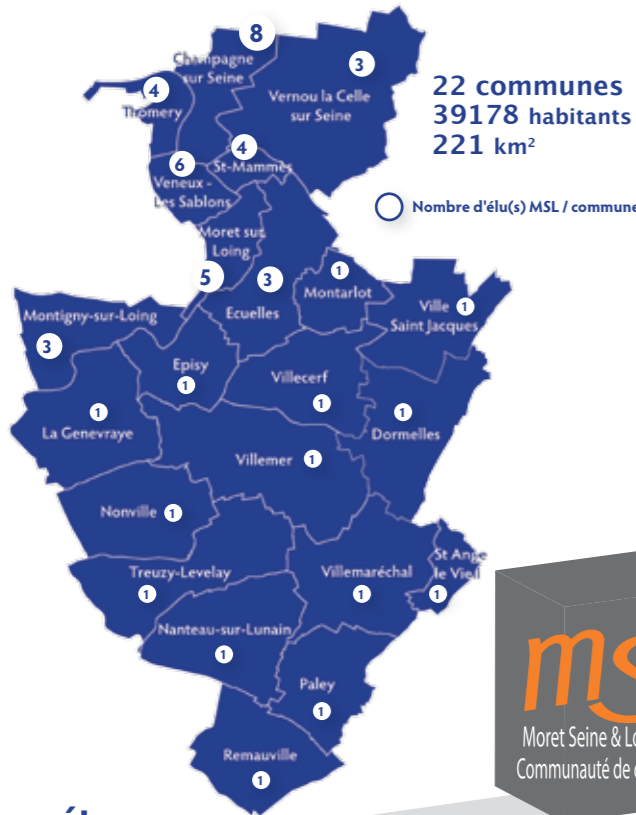 8
Champagne
sur Seine
3
Vernou la Celle
sur Seine
4
Thomery
22 communes
39178 habitants
221 km²
4
St-Mammès
6
Veneux -
Les Sablons
Nombre d'élu(s) MSL / commune
Moret sur
Loing
5
3
Ecuelles
1
Montarlot
Ville 1
Saint Jacques
Montigny-sur-Loing
3
Episy
1
Villecerf
1
1
La Genevraye
1
Dormelles
Villemer 1
Nonville 1
Treuzy-Levelay
1
Villemaréchal
1
St Ange
le Vieil
1
Nanteau-sur-Lunain
1
Paley
1
Remauville
1
ms
Moret Seine & Lo
Communauté de c